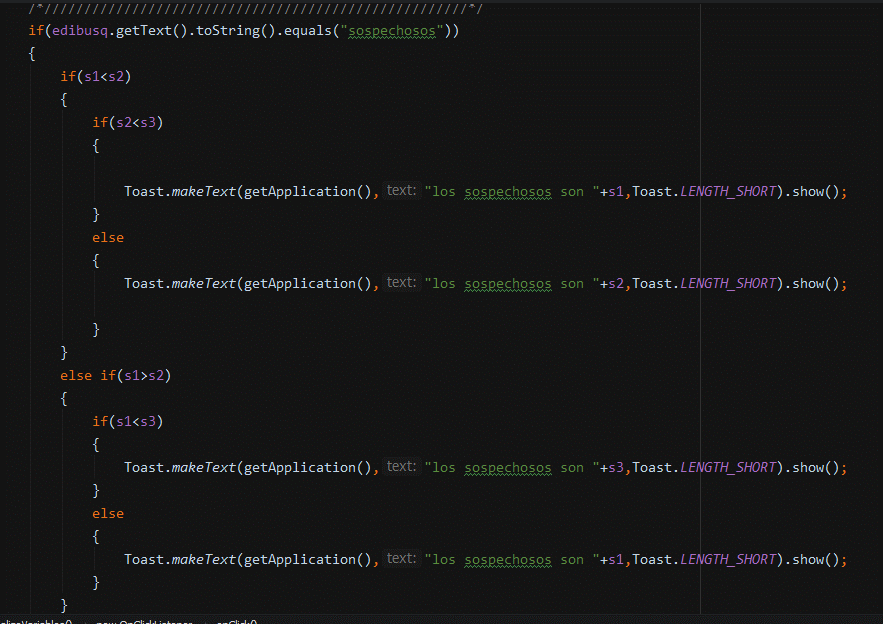 /*/////////////////////////////////////////////////////*/
if(edibusq.getText().toString().equals("sospechosos"))
{
if(s1<s2)
{
if(s2<s3)
{
Toast.makeText(getApplication(), text: "los sospechosos son "+s1,Toast.LENGTH_SHORT).show();
}
else
{
Toast.makeText(getApplication(), text: "los sospechosos son "+s2,Toast.LENGTH_SHORT).show();
}
}
else if(s1>s2)
{
if(s1<s3)
{
Toast.makeText(getApplication(), text: "los sospechosos son "+s3,Toast.LENGTH_SHORT).show();
}
else
{
Toast.makeText(getApplication(), text: "los sospechosos son "+s1,Toast.LENGTH_SHORT).show();
}
}